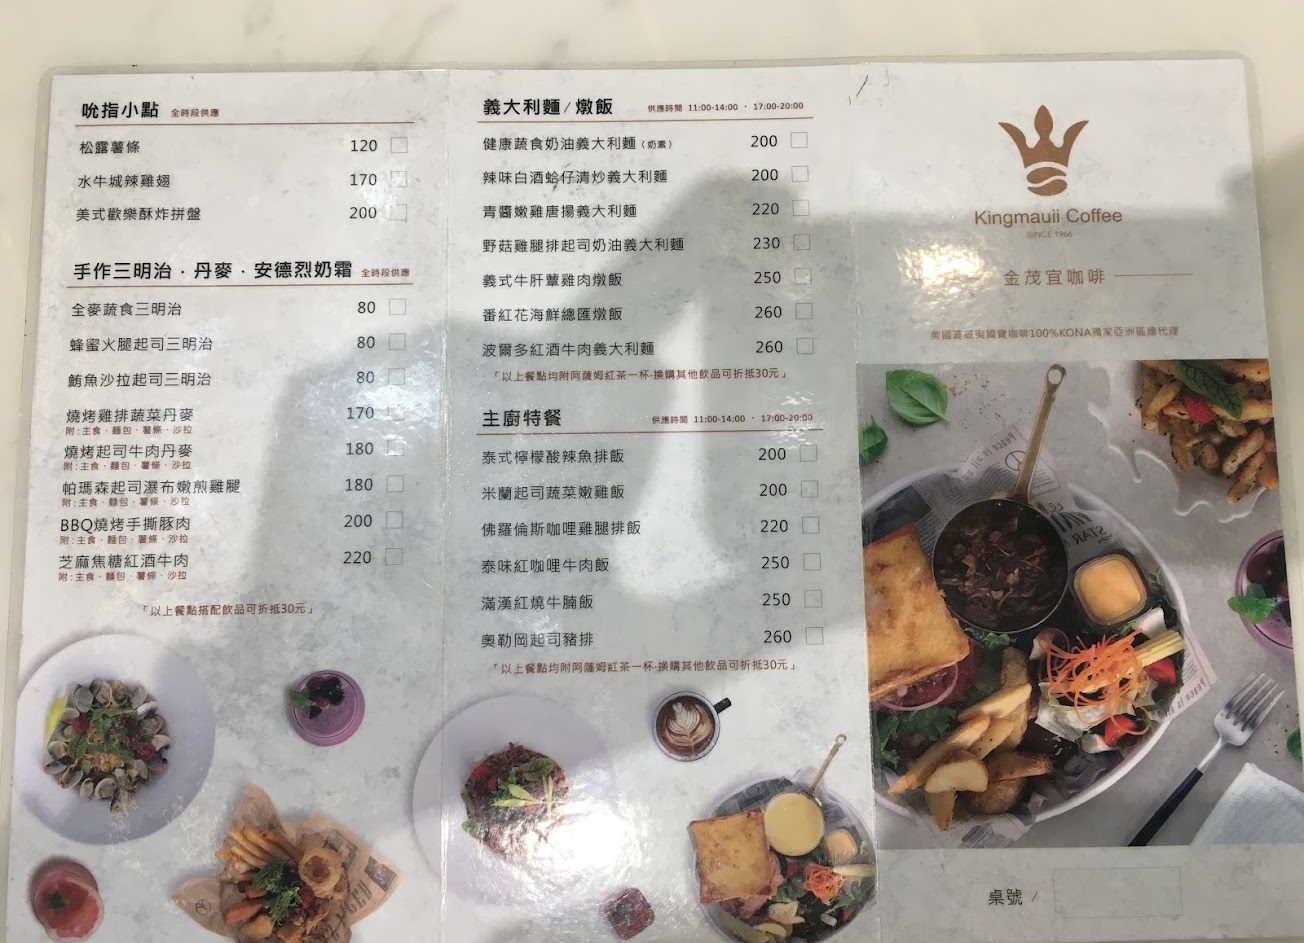 吮指小點 全時段供應
松露薯條 120
水牛城辣雞翅 170
美式歡樂酥炸拼盤 200
手作三明治・丹麥・安德烈奶霜 全時段供應
全麥蔬食三明治 80
蜂蜜火腿起司三明治 80
鮪魚沙拉起司三明治 80
燒烤雞排蔬菜丹麥 170
附:主食、麵包、薯條、沙拉
燒烤起司牛肉丹麥 180
附:主食、麵包、薯條、沙拉
帕瑪森起司瀑布嫩煎雞腿 180
附:主食、麵包、薯條、沙拉
BBQ燒烤手撕豚肉 200
附:主食、麵包、薯條、沙拉
芝麻焦糖紅酒牛肉 220
附:主食、麵包、薯條、沙拉
「以上餐點搭配飲品可折抵30元」
義大利麵/燉飯 供應時間 11:00-14:00 ・ 17:00-20:00
健康蔬食奶油義大利麵(奶素) 200
辣味白酒蛤仔清炒義大利麵 200
青醬嫩雞唐揚義大利麵 220
野菇雞腿排起司奶油義大利麵 230
義式牛肝蕈雞肉燉飯 250
番紅花海鮮總匯燉飯 260
波爾多紅酒牛肉義大利麵 260
「以上餐點均附阿薩姆紅茶一杯‧換購其他飲品可折抵30元」
主廚特餐 供應時間 11:00-14:00 ・ 17:00-20:00
泰式檸檬酸辣魚排飯 200
米蘭起司蔬菜嫩雞飯 200
佛羅倫斯咖哩雞腿排飯 220
泰味紅咖哩牛肉飯 250
滿漢紅燒牛腩飯 250
奧勒岡起司豬排 260
「以上餐點均附阿薩姆紅茶一杯‧換購其他飲品可折抵30元」
Kingmauii Coffee
SINCE 1966
金茂宜咖啡
美國夏威夷國寶咖啡100%KONA獨家亞洲區總代理
桌號 /